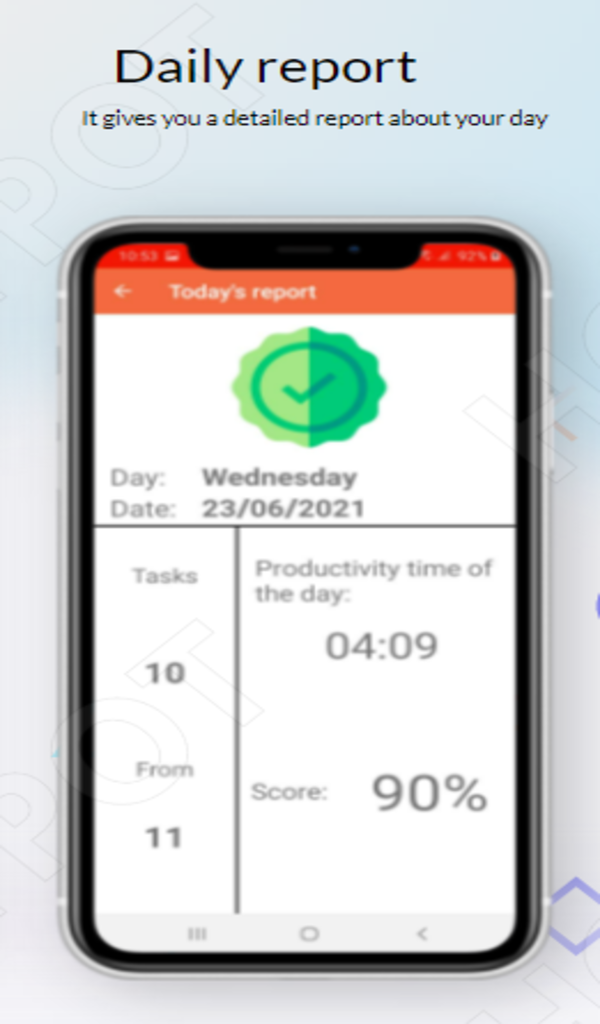 Daily report
It gives you a detailed report about your day
10:53 92%
Today's report
Day: Wednesday
Date: 23/06/2021
Tasks
10
From
11
Productivity time of
the day:
04:09
Score: 90%